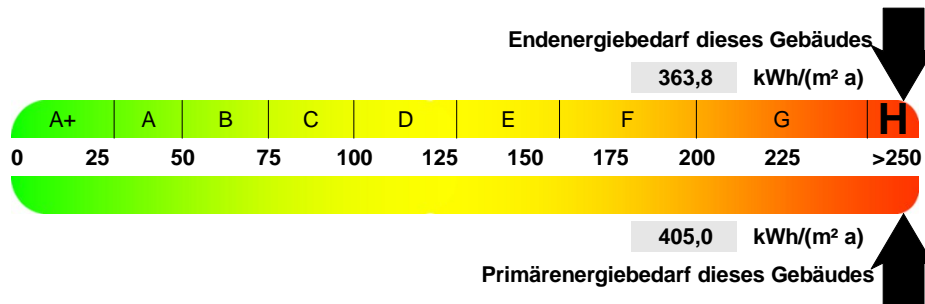 Endenergiebedarf dieses Gebäudes
363,8 kWh/(m² a)
A+ A B C D E F G H
0 25 50 75 100 125 150 175 200 225 >250
405,0 kWh/(m² a)
Primärenergiebedarf dieses Gebäudes